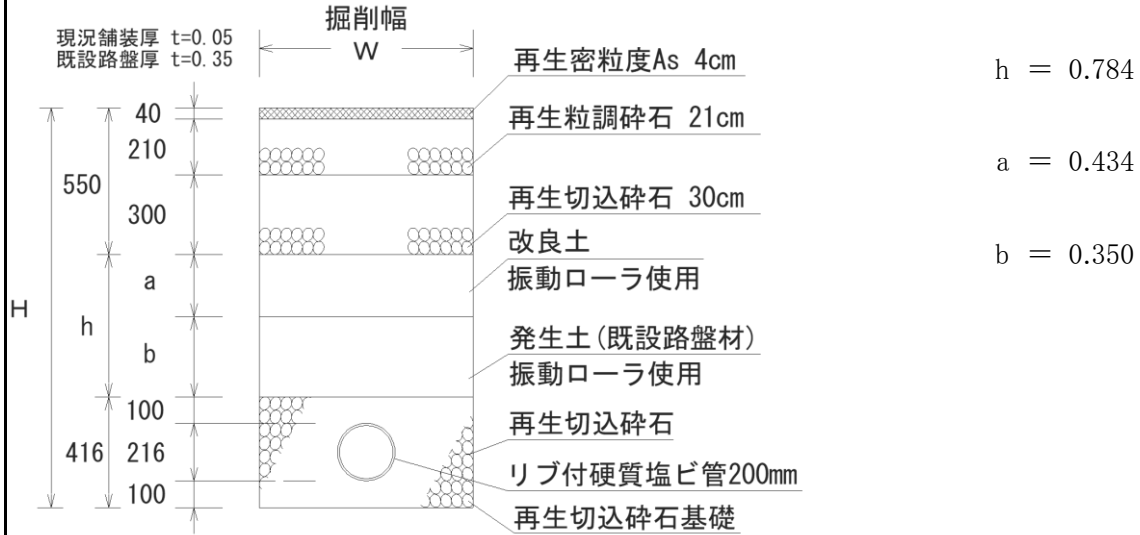 掘削幅
W
現況舗装厚 t=0.05
既設路盤厚 t=0.35
再生密粒度As 4cm
h = 0.784
40
再生粒調砕石 21cm
210
a = 0.434
550
300
再生切込砕石 30cm
改良土
b = 0.350
a
振動ローラ使用
H
h
b
発生土(既設路盤材)
振動ローラ使用
100
再生切込砕石
416
216
リブ付硬質塩ビ管200mm
100
再生切込砕石基礎